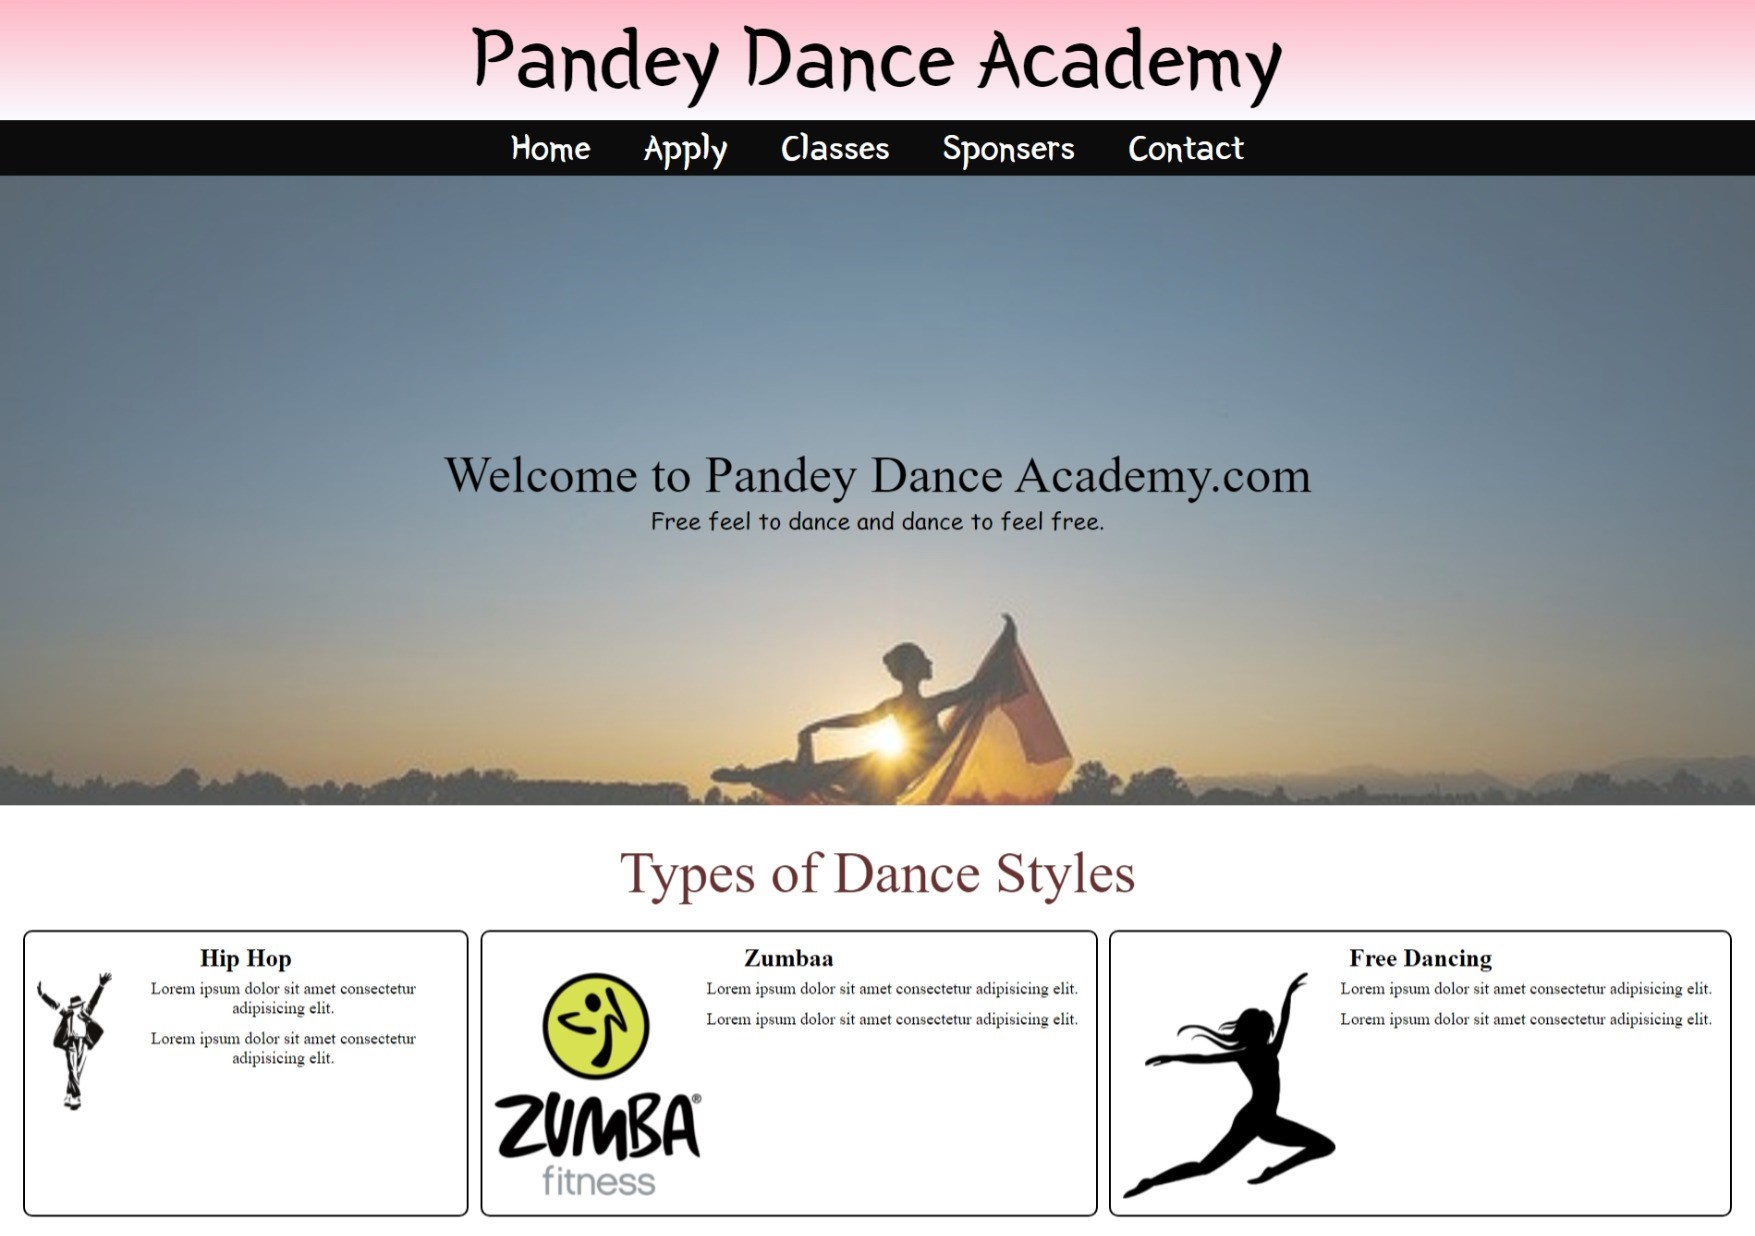 Pandey Dance Academy
Home Apply Classes Sponsers Contact
Welcome to Pandey Dance Academy.com
Free feel to dance and dance to feel free.
Types of Dance Styles
Hip Hop
Lorem ipsum dolor sit amet consectetur
adipisicing elit.
Lorem ipsum dolor sit amet consectetur
adipisicing elit.
Zumbaa
Lorem ipsum dolor sit amet consectetur adipisicing elit.
Lorem ipsum dolor sit amet consectetur adipisicing elit.
ZUMBA®
fitness
Free Dancing
Lorem ipsum dolor sit amet consectetur adipisicing elit.
Lorem ipsum dolor sit amet consectetur adipisicing elit.